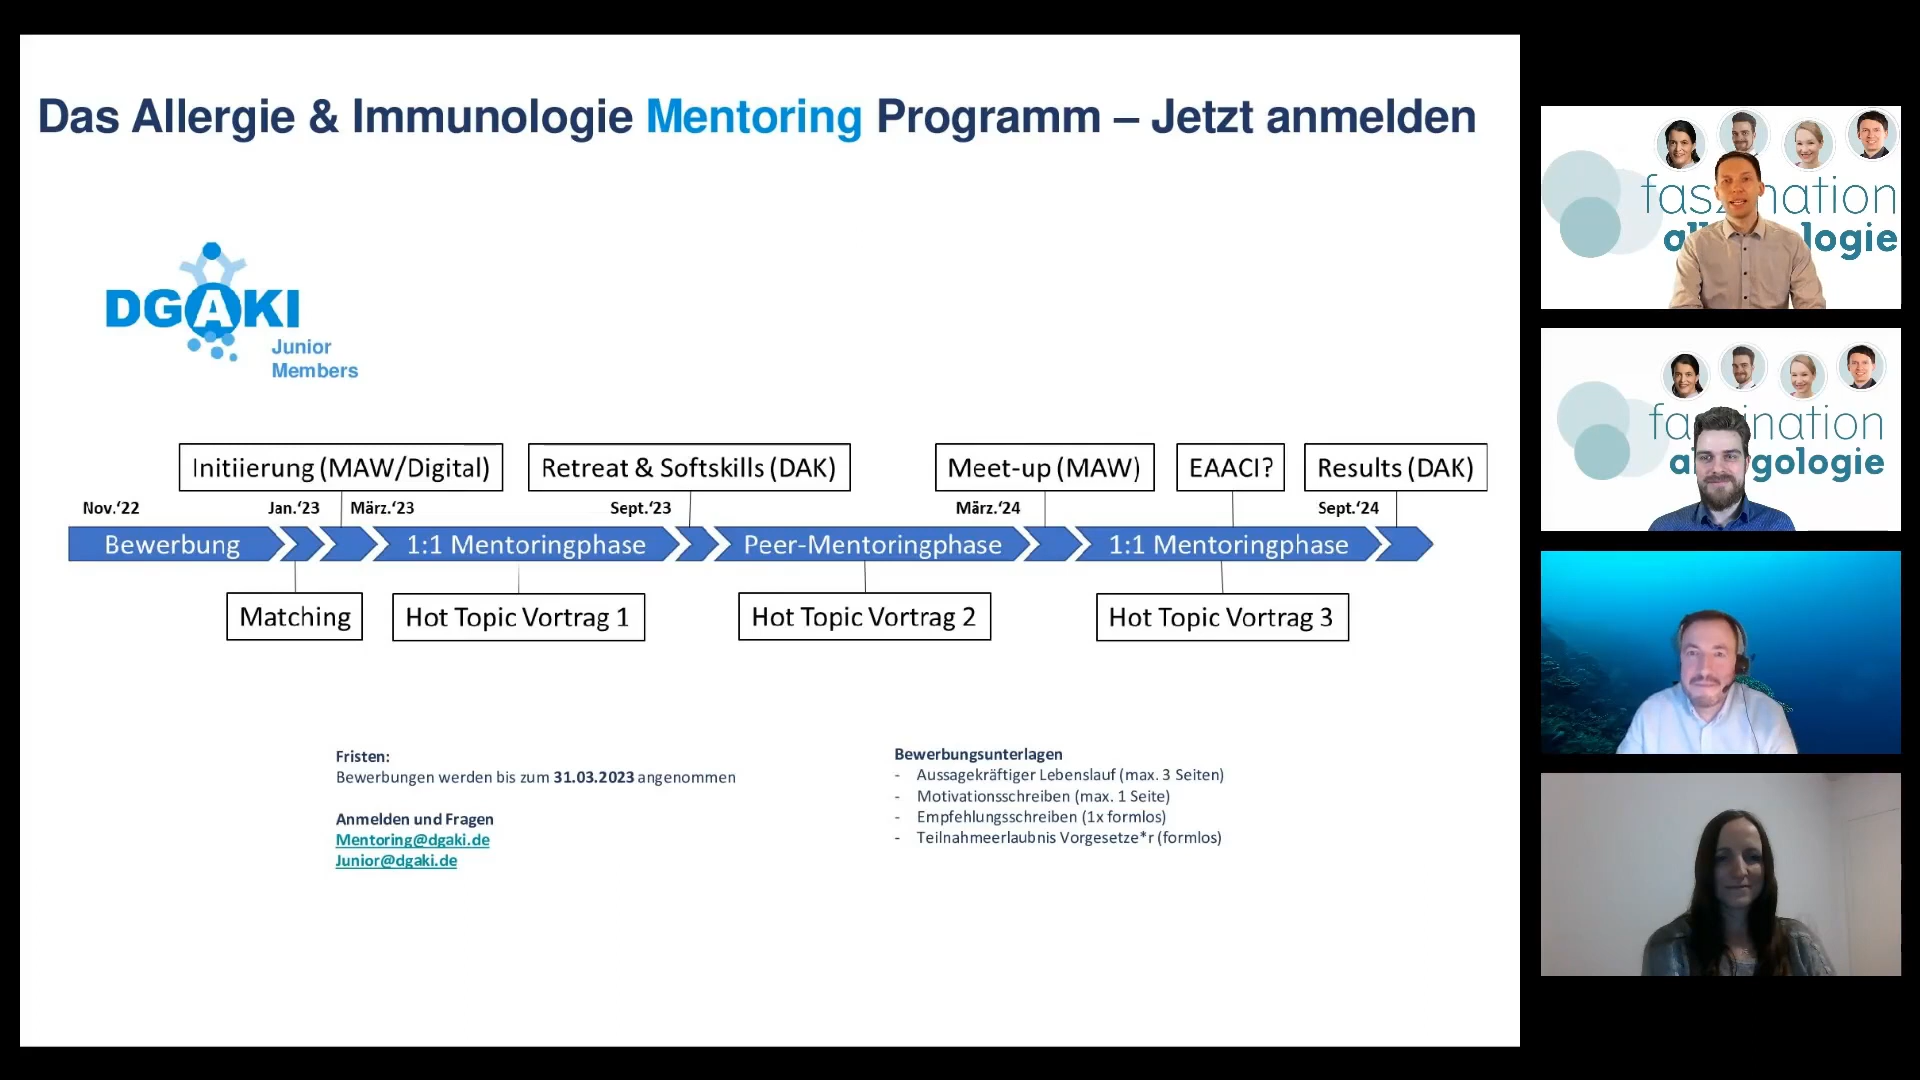 Das Allergie & Immunologie Mentoring Programm – Jetzt anmelden
DGAKI
Junior
Members
Initiierung (MAW/Digital)
Retreat & Softskills (DAK)
Meet-up (MAW)
EAACI?
Results (DAK)
Nov.‘22
Jan.‘23
März.‘23
Sept.‘23
März.‘24
Sept.‘24
Bewerbung
1:1 Mentoringphase
Peer-Mentoringphase
1:1 Mentoringphase
Matching
Hot Topic Vortrag 1
Hot Topic Vortrag 2
Hot Topic Vortrag 3
Fristen:
Bewerbungen werden bis zum 31.03.2023 angenommen
Anmelden und Fragen
Mentoring@dgaki.de
Junior@dgaki.de
Bewerbungsunterlagen
- Aussagekräftiger Lebenslauf (max. 3 Seiten)
- Motivationsschreiben (max. 1 Seite)
- Empfehlungsschreiben (1x formlos)
- Teilnahmeerlaubnis Vorgesetze*r (formlos)
faszination
allergologie
faszination
allergologie